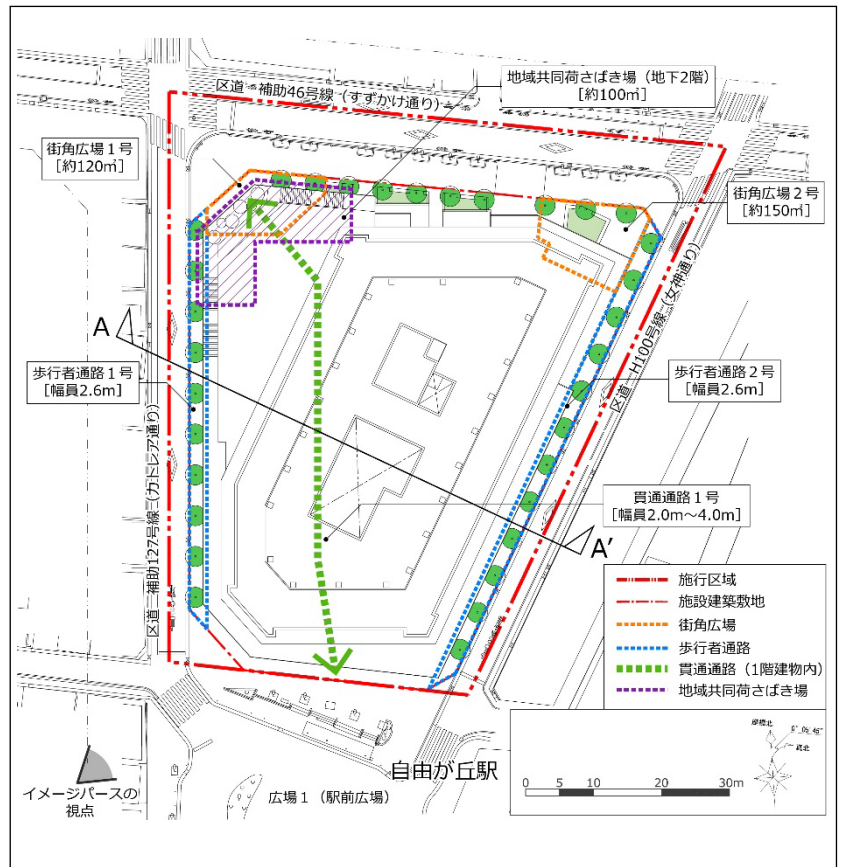 区道 補助46号線（すずかけ通り）
地域共同荷さばき場（地下2階）
［約100㎡］
街角広場１号
［約120㎡］
街角広場２号
［約150㎡］
A
歩行者通路１号
［幅員2.6m］
区道 補助127号線（カトレア通り）
歩行者通路２号
［幅員2.6m］
区道 H100号線（女神通り）
貫通通路１号
［幅員2.0m～4.0m］
A’
施行区域
施設建築敷地
街角広場
歩行者通路
貫通通路（1階建物内）
地域共同荷さばき場
自由が丘駅
広場１（駅前広場）
イメージパースの
視点
0 5 10 20 30m